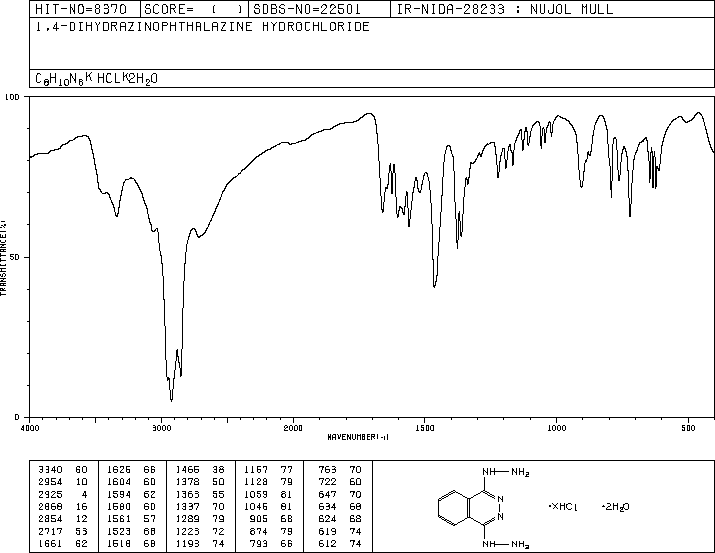 HIT-NO=8370 SCORE= ( ) SDBS-NO=22501 IR-NIDA-28233 : NUJOL MULL
1,4-DIHYDRAZINOPHTHALAZINE HYDROCHLORIDE
C8H10N6K HCLK2H2O
100
50
0
TRANSMITTANCE(%)
4000 3000 2000 1500 1000 500
WAVENUMBER(-1)
3340 60 1626 66 1466 38 1167 77 763 70
2954 10 1604 60 1378 50 1128 79 722 60
2925 4 1594 62 1363 55 1059 81 647 70
2868 16 1580 60 1337 70 1046 81 634 68
2854 12 1561 57 1289 79 905 68 624 68
2717 53 1523 68 1223 72 874 79 619 74
1661 62 1518 68 1193 74 793 66 612 74
NH NH2
N
N
NH NH2
·XHCl ·2H2O